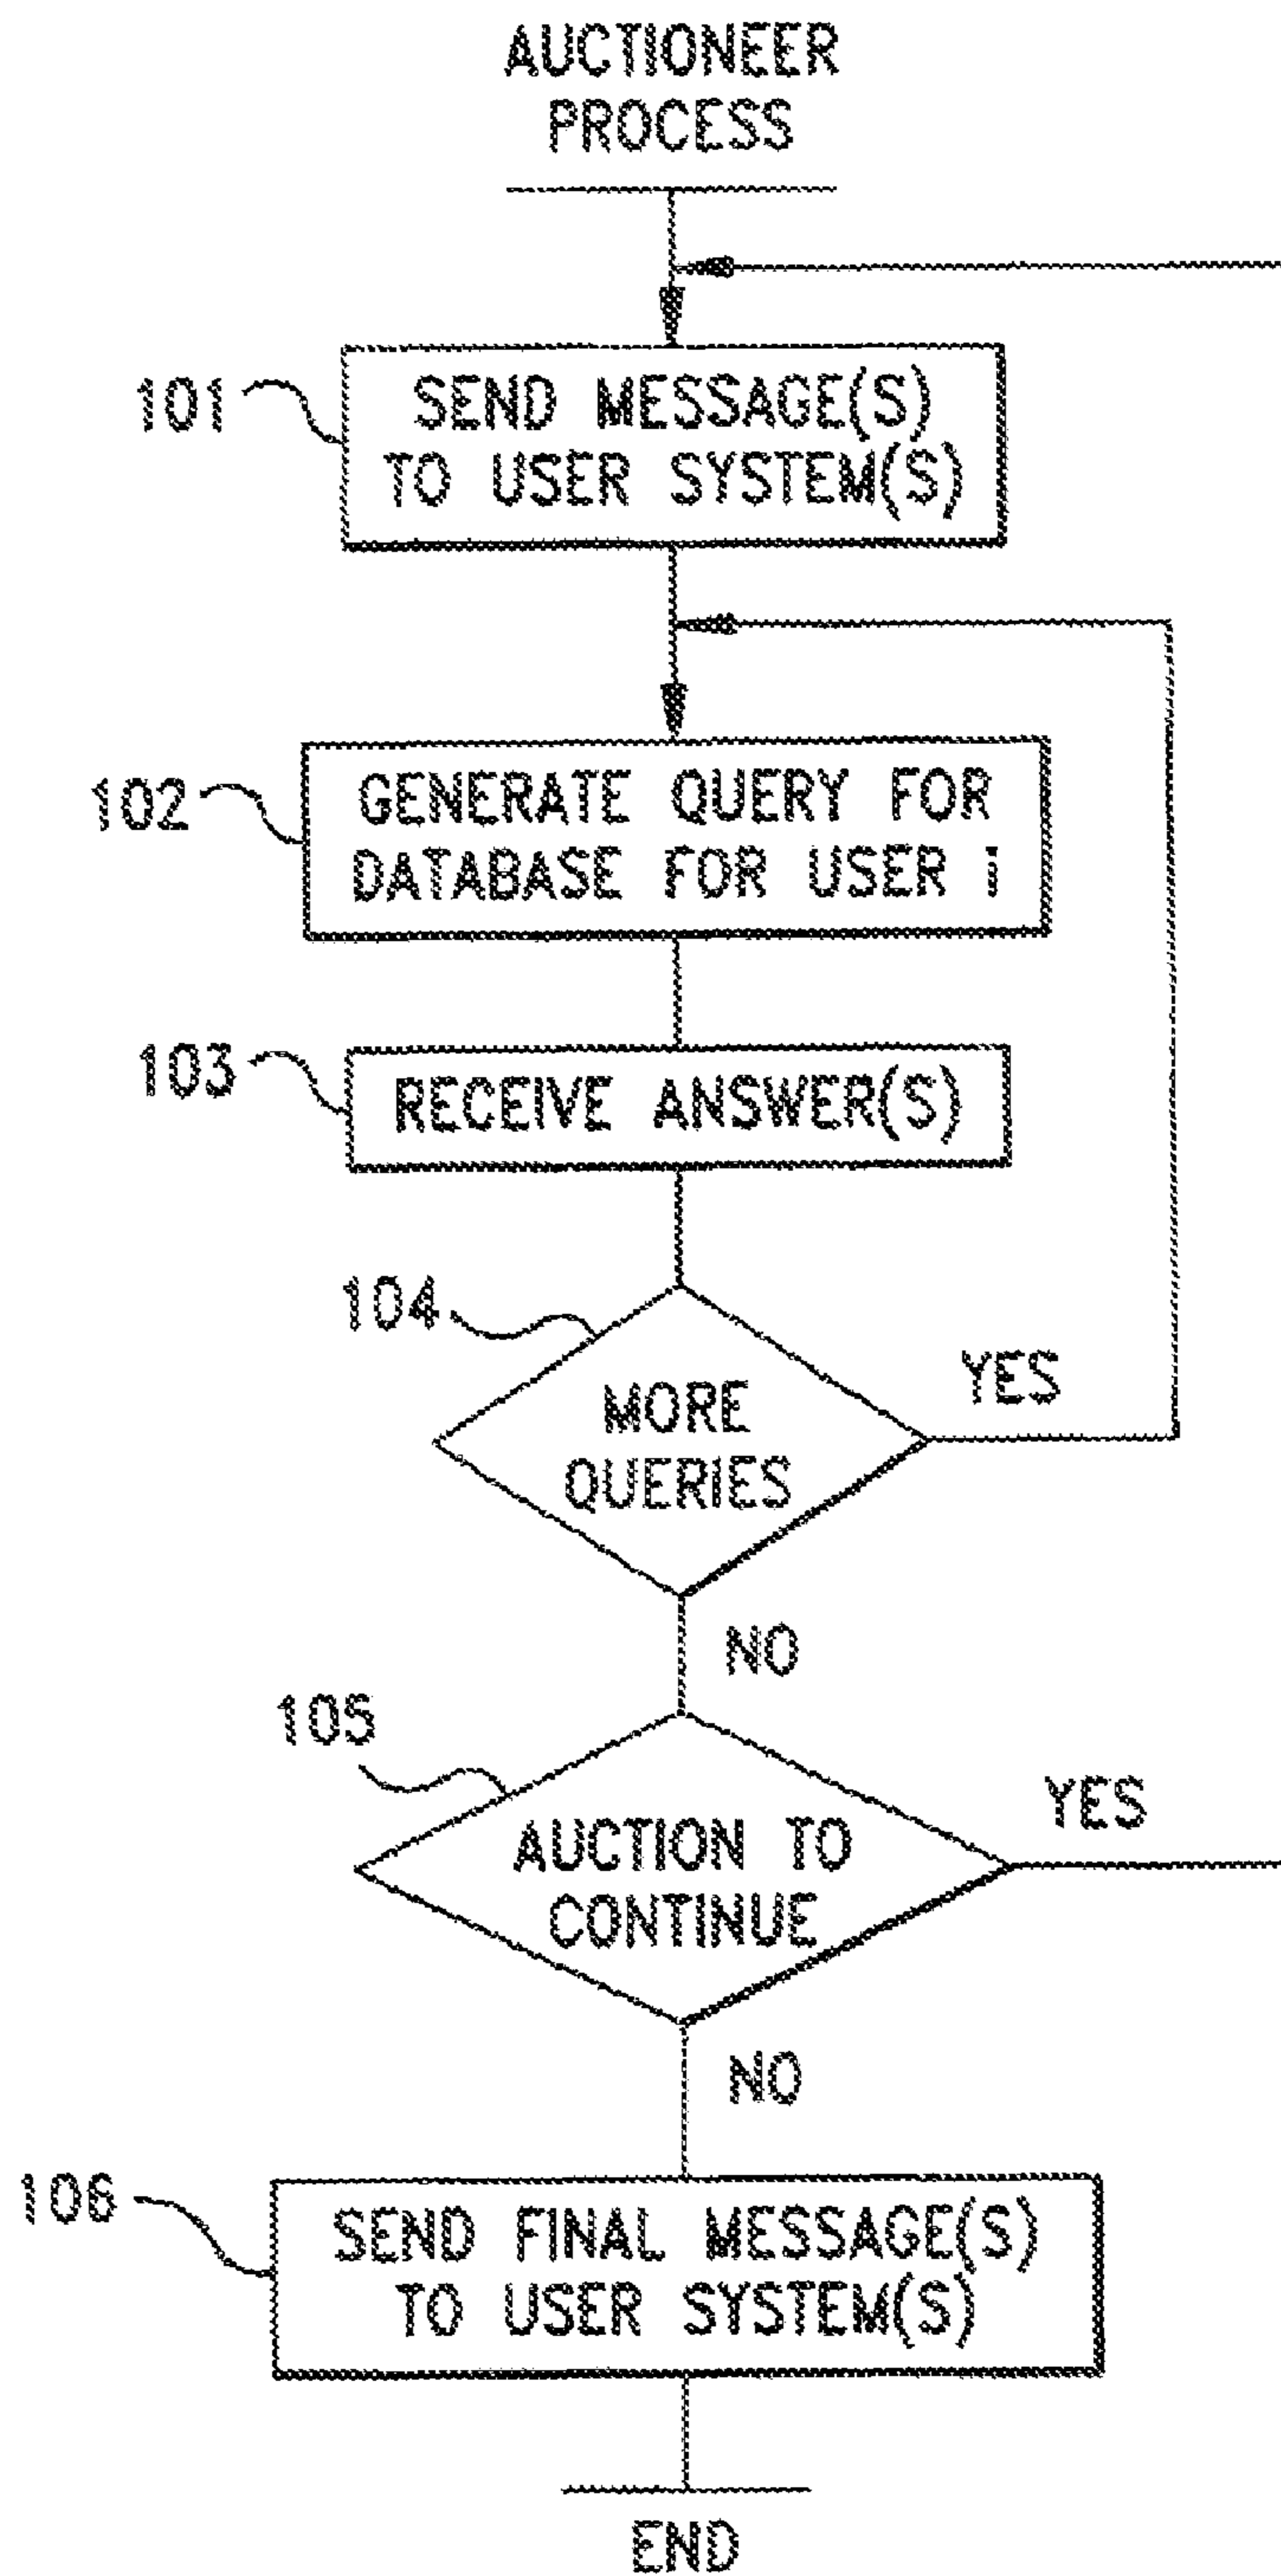 AUCTIONEER
PROCESS
101
SEND MESSAGE(S)
TO USER SYSTEM(S)
102
GENERATE QUERY FOR
DATABASE FOR USER i
103
RECEIVE ANSWER(S)
104
MORE
QUERIES
YES
NO
105
AUCTION TO
CONTINUE
YES
NO
106
SEND FINAL MESSAGE(S)
TO USER SYSTEM(S)
END